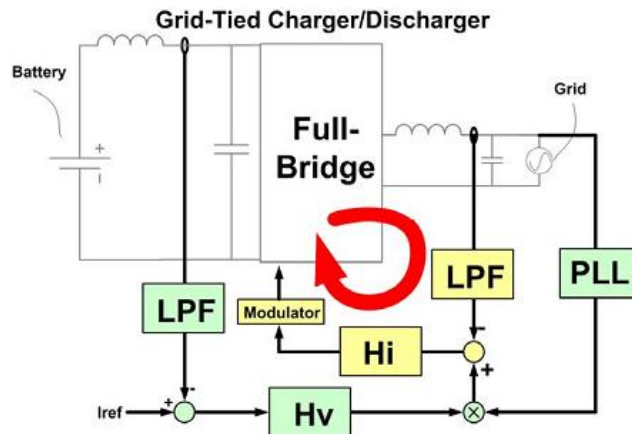 Grid-Tied Charger/Discharger
Battery
Grid
+
-
Full-
Bridge
LPF
Modulator
LPF
PLL
-
Hi
+
-
+
Iref
Hv
×